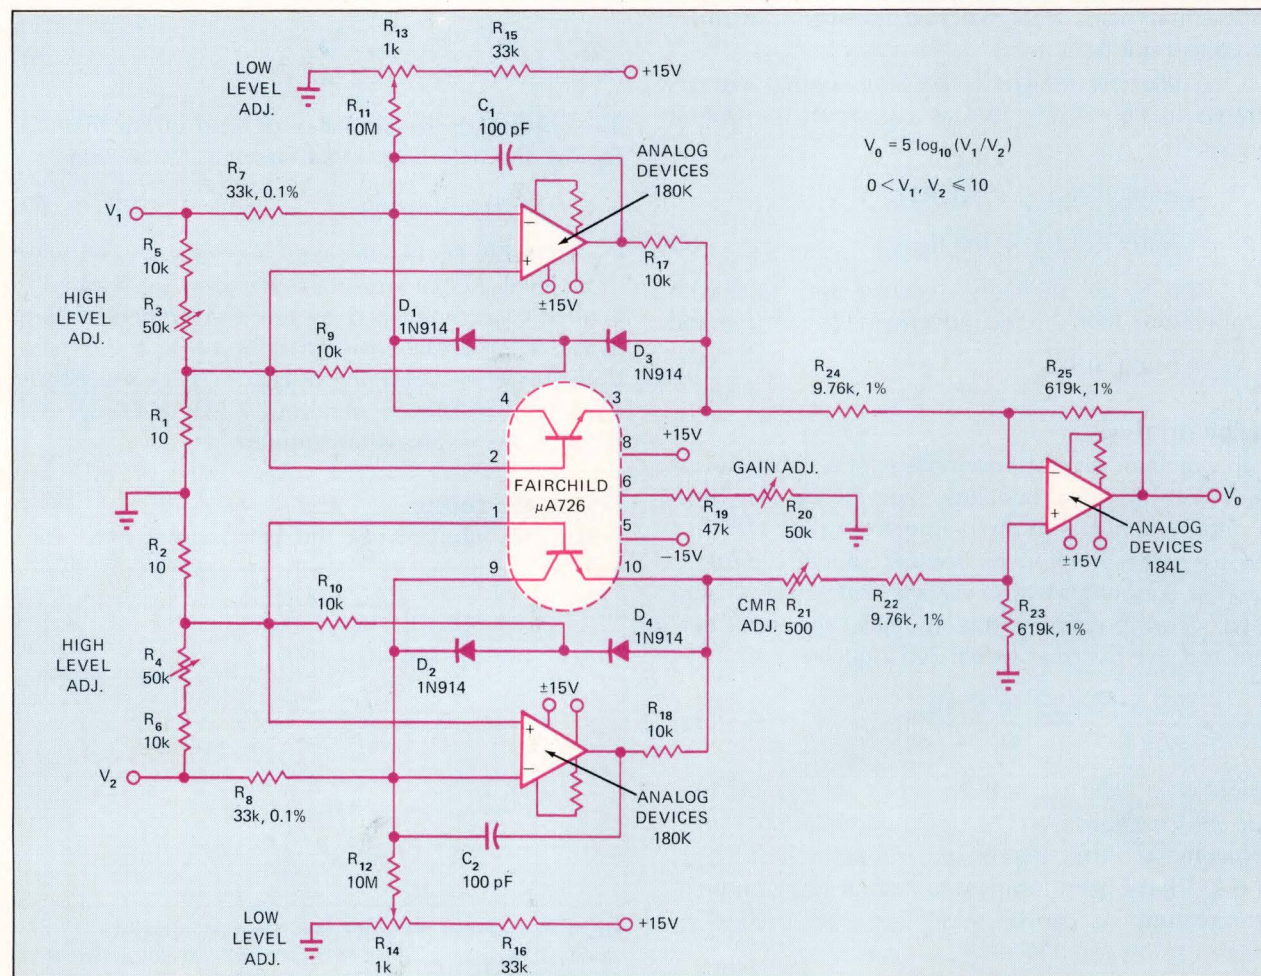 R13
1k
R15
33k
LOW
LEVEL
ADJ.
+15V
R11
10M
C1
100 pF
ANALOG
DEVICES
180K
V0 = 5 log10(V1/V2)
0 < V1, V2 ≤ 10
R7
33k, 0.1%
V1
−
+
±15V
R17
10k
R5
10k
HIGH
LEVEL
ADJ.
R3
50k
D1
1N914
R9
10k
D3
1N914
R24
9.76k, 1%
R25
619k, 1%
R1
10
4
3
2
8
+15V
FAIRCHILD
µA726
6
GAIN ADJ.
R19
47k
R20
50k
1
5
−15V
9
10
−
+
V0
±15V
ANALOG
DEVICES
184L
R2
10
R10
10k
D4
1N914
CMR
ADJ.
R21
500
R22
9.76k, 1%
R23
619k, 1%
HIGH
LEVEL
ADJ.
R4
50k
D2
1N914
R6
10k
±15V
R18
10k
+
−
V2
R8
33k, 0.1%
ANALOG
DEVICES
180K
R12
10M
C2
100 pF
LOW
LEVEL
ADJ.
R14
1k
R16
33k
+15V